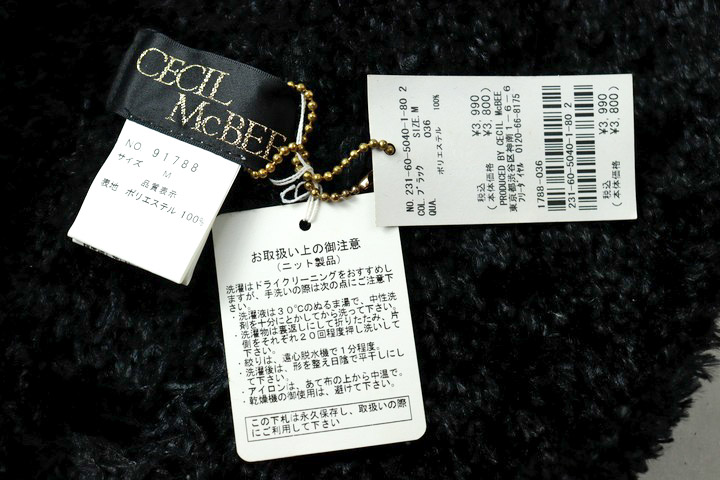 CECIL
McBEE
NO. 91788
サイズ M
品質表示
表地 ポリエステル 100%
NO. 231-60-5040-1-80 2
COL. ブラック SIZE. M
QUA. 036
ポリエステル 100%
税込 ¥3,990
(本体価格 ¥3,800)
PRODUCED BY CECIL McBEE
東京都渋谷区神南1-6-6
フリーダイヤル 0120-66-8175
1788-036
231-60-5040-1-80 2
税込 ¥3,990
(本体価格 ¥3,800)
お取扱い上の御注意
(ニット製品)
洗濯はドライクリーニングをおすすめし
ますが、手洗いの際は次の点にご注意下
さい。
・洗濯液は30℃のぬるま湯で、中性洗
剤を十分にとかしてから洗って下さい。
・洗濯物は裏返しにして折りたたみ、片
側をそれぞれ20回程度押し洗いして
下さい。
・絞りは、遠心脱水機で1分程度。
・洗濯後は、形を整え日陰で平干しにし
て下さい。
・アイロンは、あて布の上から中温で。
・乾燥機の御使用は、避けて下さい。
この下札は永久保存し、取扱いの際
にご利用して下さい